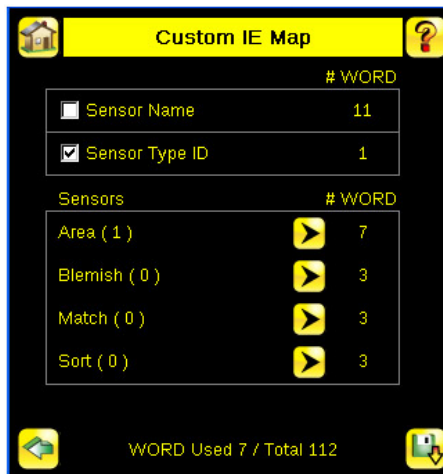 Custom IE Map
?
# WORD
Sensor Name 11
Sensor Type ID 1
Sensors # WORD
Area ( 1 ) 7
Blemish ( 0 ) 3
Match ( 0 ) 3
Sort ( 0 ) 3
WORD Used 7 / Total 112